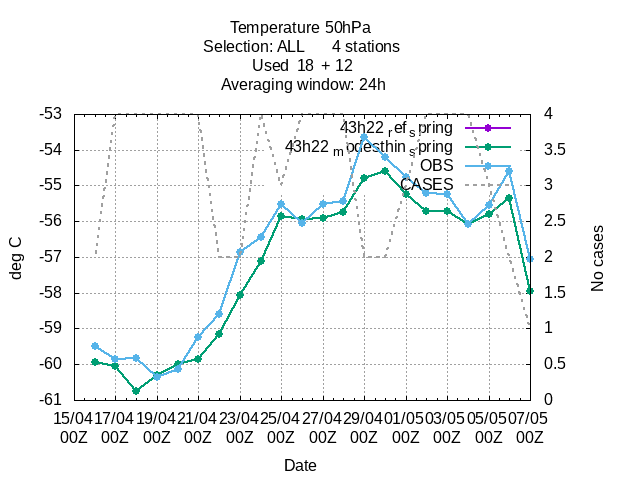 Temperature 50hPa
Selection: ALL 4 stations
Used 18 + 12
Averaging window: 24h
-53
-54
-55
-56
-57
-58
-59
-60
-61
deg C
4
3.5
3
2.5
2
1.5
1
0.5
0
No cases
43h22 ref spring
43h22 modesthin spring
OBS
CASES
15/04 17/04 19/04 21/04 23/04 25/04 27/04 29/04 01/05 03/05 05/05 07/05
00Z 00Z 00Z 00Z 00Z 00Z 00Z 00Z 00Z 00Z 00Z 00Z
Date